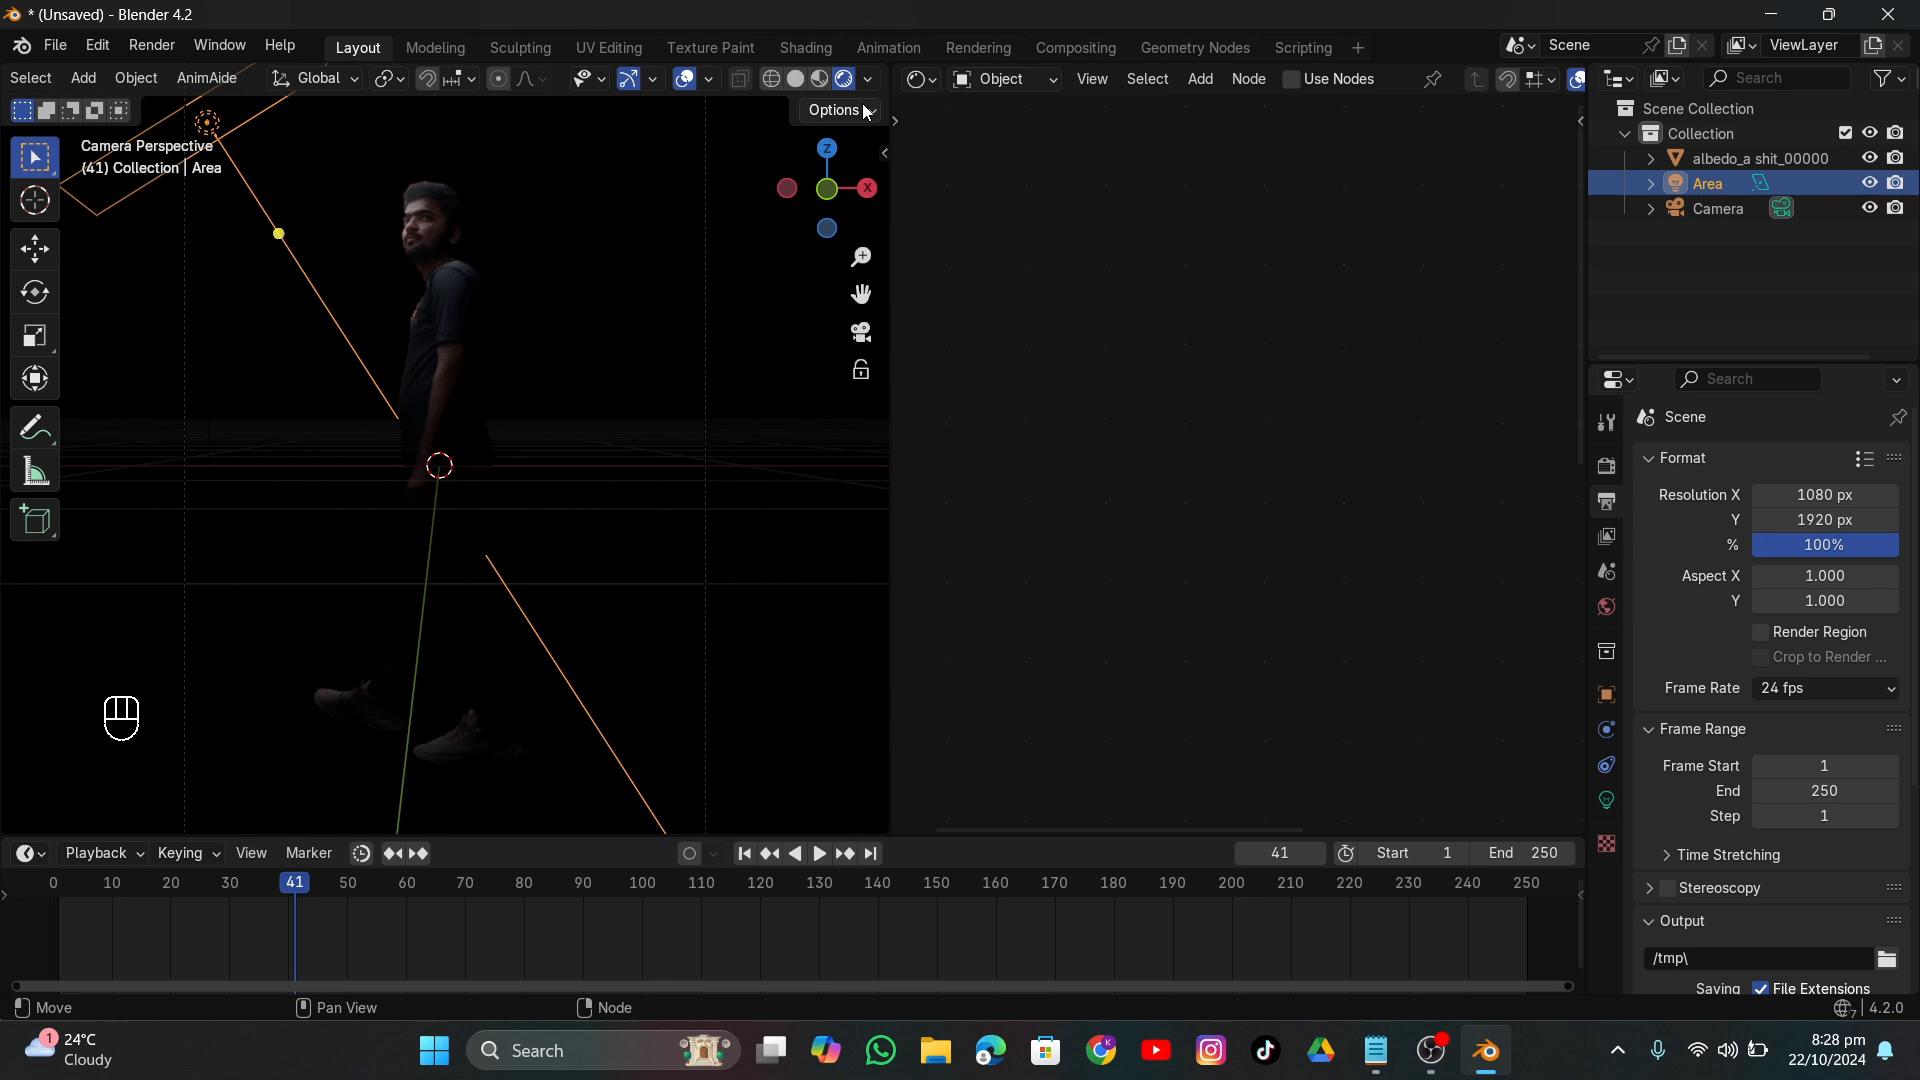 * (Unsaved) - Blender 4.2
File Edit Render Window Help Layout Modeling Sculpting UV Editing Texture Paint Shading Animation Rendering Compositing Geometry Nodes Scripting + Scene ViewLayer
Select Add Object AnimAide Global Object View Select Add Node Use Nodes Search
Options
Scene Collection
Collection
albedo_a shit_00000
Area
Camera
Camera Perspective
(41) Collection | Area
Z
X
Search
Scene
Format
Resolution X 1080 px
Y 1920 px
% 100%
Aspect X 1.000
Y 1.000
Render Region
Crop to Render ...
Frame Rate 24 fps
Frame Range
Frame Start 1
End 250
Step 1
Time Stretching
Stereoscopy
Output
/tmp\
Saving File Extensions
Playback Keying View Marker 41 Start 1 End 250
0 10 20 30 41 50 60 70 80 90 100 110 120 130 140 150 160 170 180 190 200 210 220 230 240 250
Move Pan View Node 7 4.2.0
1 24°C
Cloudy
Search
8:28 pm
22/10/2024